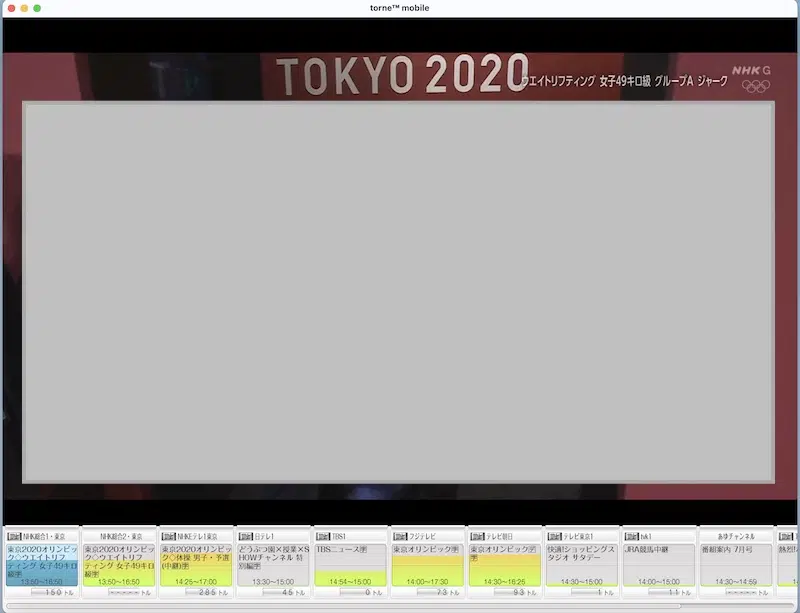 torne™ mobile
TOKYO 2020
ウエイトリフティング 女子49キロ級 グループA ジャーク
NHK G
NHK総合1・東京
東京2020オリンピッ
ク◇ウエイトリフ
ティング 女子49キロ
級
13:50〜16:50
150 トル
NHK総合2・東京
東京2020オリンピッ
ク◇ウエイトリフ
ティング 女子49キロ
級
13:50〜16:50
------ トル
NHKEテレ1東京
東京2020オリンピッ
ク◇体操 男子・予選
(中継)
14:25〜17:00
285 トル
日テレ1
どうぶつ園×授業×S
HOWチャンネル 特
別編
13:30〜15:00
45 トル
TBS1
TBSニュース
14:54〜15:00
0 トル
フジテレビ
東京オリンピック
14:00〜17:30
73 トル
テレビ朝日
東京オリンピック
14:30〜16:25
93 トル
テレビ東京1
快適!ショッピングス
タジオ サタデー
14:30〜15:00
1 トル
tvk1
JRA競馬中継
14:00〜15:00
11 トル
あゆチャンネル
番組案内 7月号
14:30〜14:59
------ トル
熱烈
14: